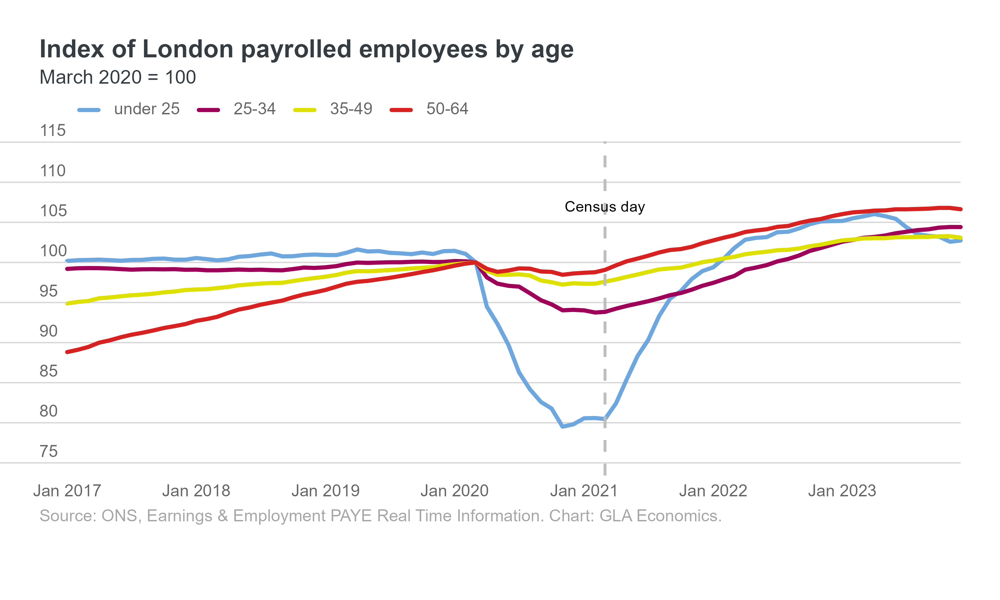 Index of London payrolled employees by age
March 2020 = 100
under 25 25-34 35-49 50-64
115
110
Census day
105
100
95
90
85
80
75
Jan 2017 Jan 2018 Jan 2019 Jan 2020 Jan 2021 Jan 2022 Jan 2023
Source: ONS, Earnings & Employment PAYE Real Time Information. Chart: GLA Economics.